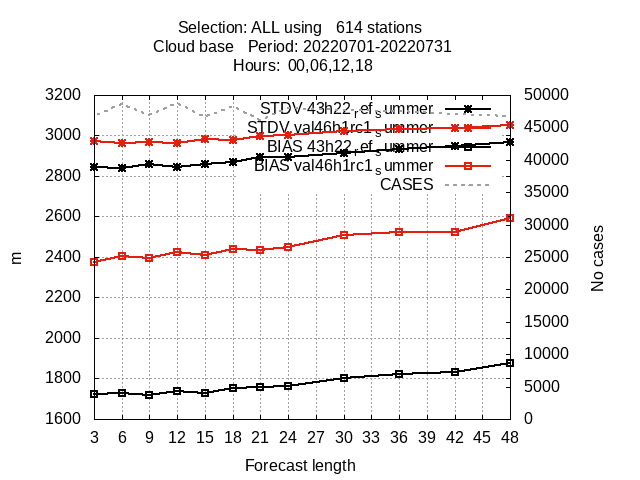 Selection: ALL using 614 stations
Cloud base Period: 20220701-20220731
Hours: 00,06,12,18
3200 50000
3000 45000
2800 40000
2600 35000
2400 30000
2200 25000
2000 20000
1800 15000
1600 10000
5000
0
STDV 43h22_ref_summer
STDV val46h1rc1_summer
BIAS 43h22_ref_summer
BIAS val46h1rc1_summer
CASES
m
No cases
3 6 9 12 15 18 21 24 27 30 33 36 39 42 45 48
Forecast length